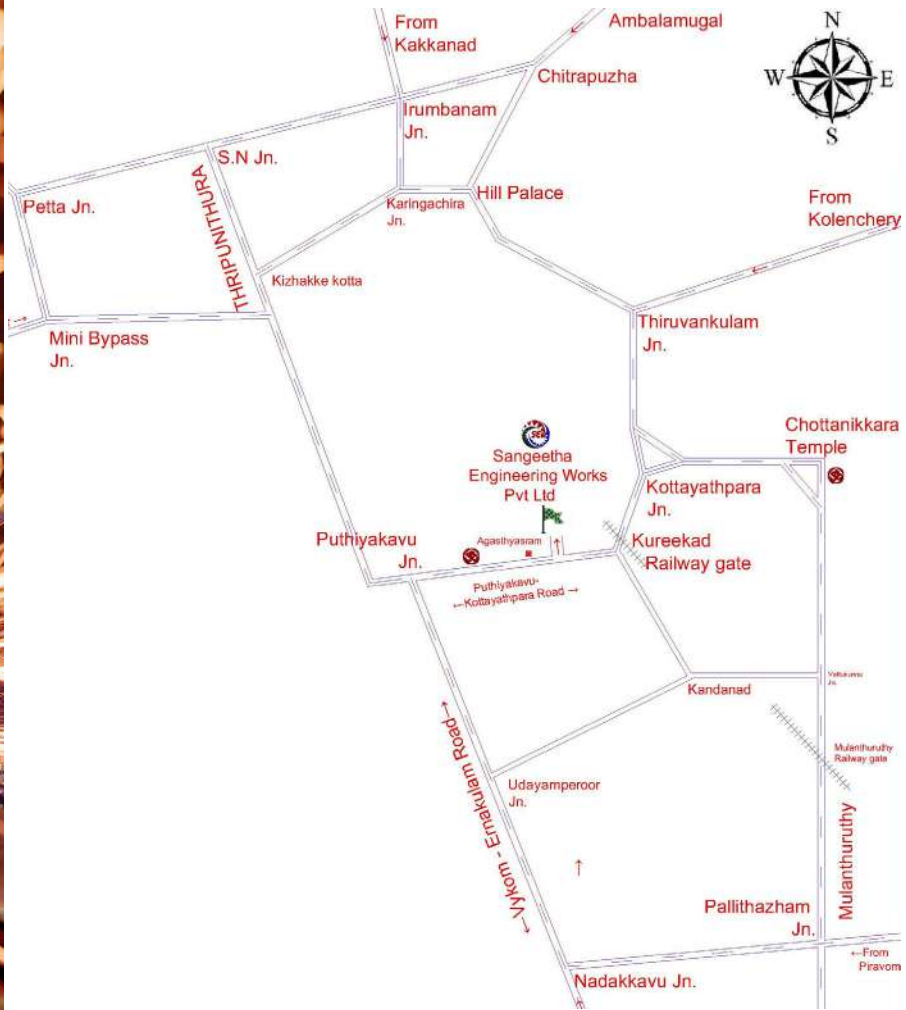 From
Kakkanad
Ambalamugal
N
W
E
S
Chitrapuzha
Irumbanam
Jn.
S.N Jn.
Petta Jn.
THRIPUNITHURA
Karingachira
Jn.
Hill Palace
From
Kolenchery
Kizhakke kotta
Mini Bypass
Jn.
Thiruvankulam
Jn.
Chottanikkara
Temple
Sangeetha
Engineering Works
Pvt Ltd
Kottayathpara
Jn.
Puthiyakavu
Jn.
Agasthyasram
Kureekad
Railway gate
Puthiyakavu-
←Kottayathpara Road →
Kandanad
Jn.
←Vykom - Ernakulam Road→
Mulanthuruthy
Railway gate
Udayamperoor
Jn.
Mulanthuruthy
Pallithazham
Jn.
←From
Piravom
Nadakkavu Jn.